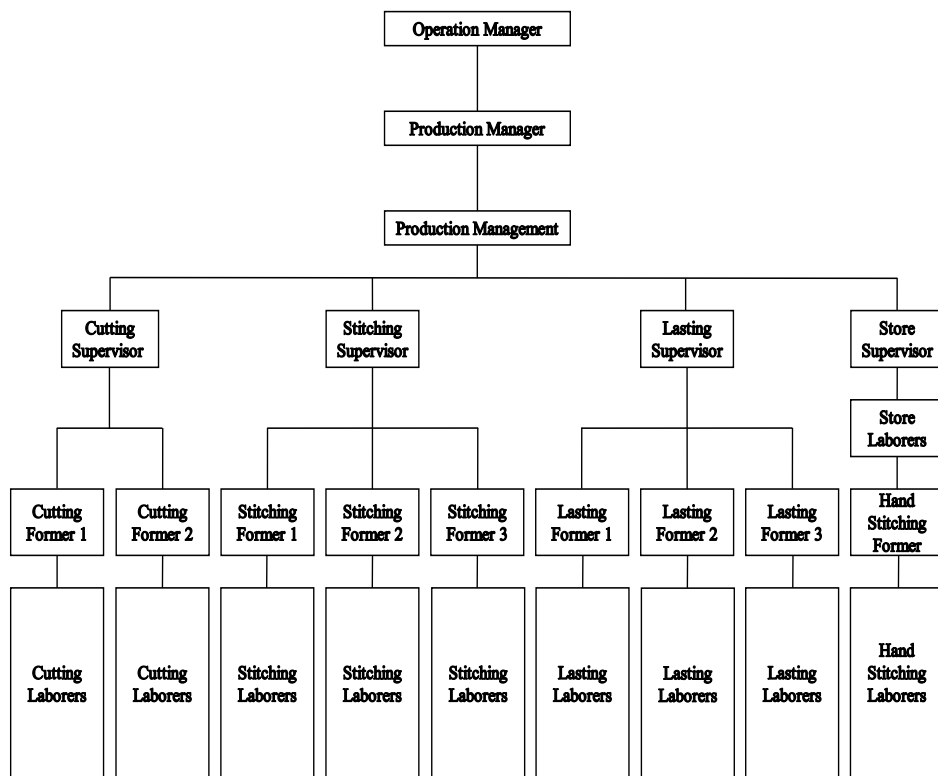 Operation Manager
Production Manager
Production Management
Cutting
Supervisor
Stitching
Supervisor
Lasting
Supervisor
Store
Supervisor
Store
Laborers
Cutting
Former 1
Cutting
Former 2
Stitching
Former 1
Stitching
Former 2
Stitching
Former 3
Lasting
Former 1
Lasting
Former 2
Lasting
Former 3
Hand
Stitching
Former
Cutting
Laborers
Cutting
Laborers
Stitching
Laborers
Stitching
Laborers
Stitching
Laborers
Lasting
Laborers
Lasting
Laborers
Lasting
Laborers
Hand
Stitching
Laborers